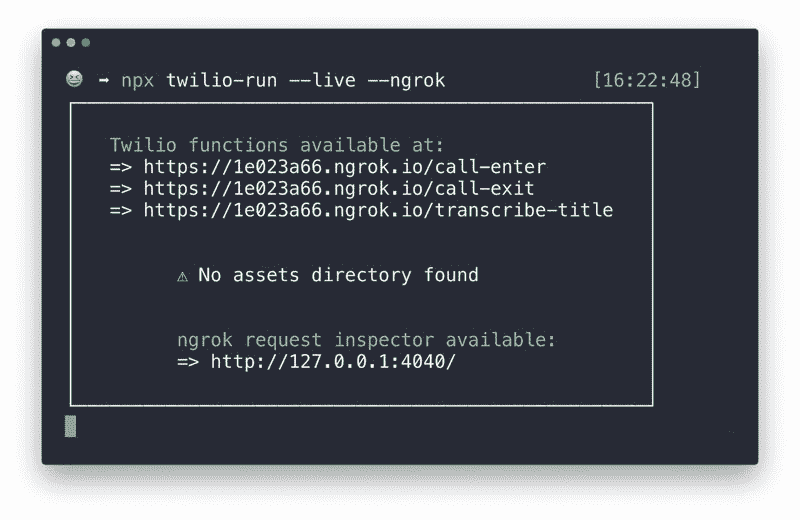 😆 ➞ npx twilio-run --live --ngrok [16:22:48]
Twilio functions available at:
=> https://1e023a66.ngrok.io/call-enter
=> https://1e023a66.ngrok.io/call-exit
=> https://1e023a66.ngrok.io/transcribe-title
⚠ No assets directory found
ngrok request inspector available:
=> http://127.0.0.1:4040/